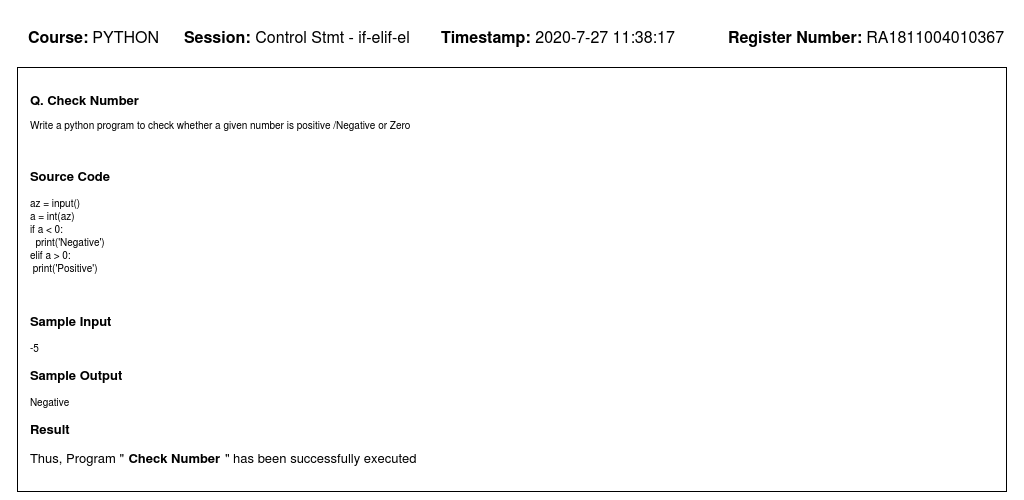 Course: PYTHON Session: Control Stmt - if-elif-el Timestamp: 2020-7-27 11:38:17 Register Number: RA1811004010367
Q. Check Number
Write a python program to check whether a given number is positive /Negative or Zero
Source Code
az = input()
a = int(az)
if a < 0:
  print('Negative')
elif a > 0:
 print('Positive')
Sample Input
-5
Sample Output
Negative
Result
Thus, Program " Check Number " has been successfully executed